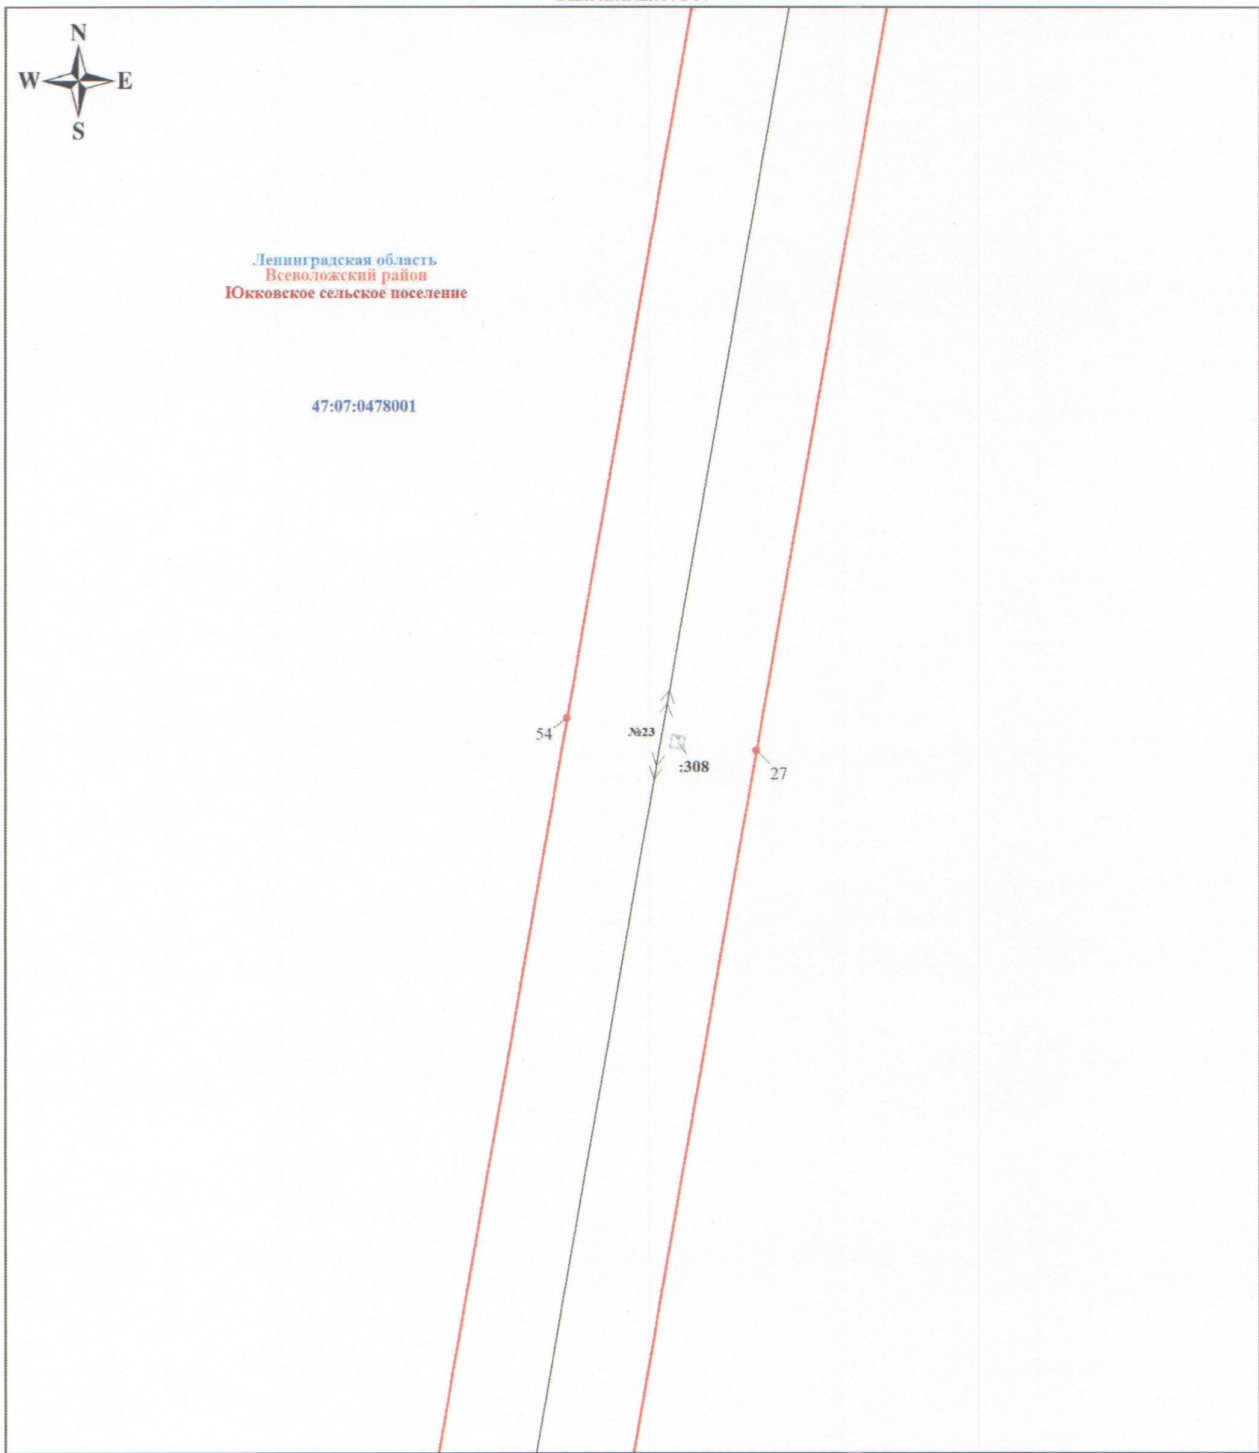 N
W E
S
Ленинградская область
Всеволожский район
Юкковское сельское поселение
47:07:0478001
54
№23
:308
27